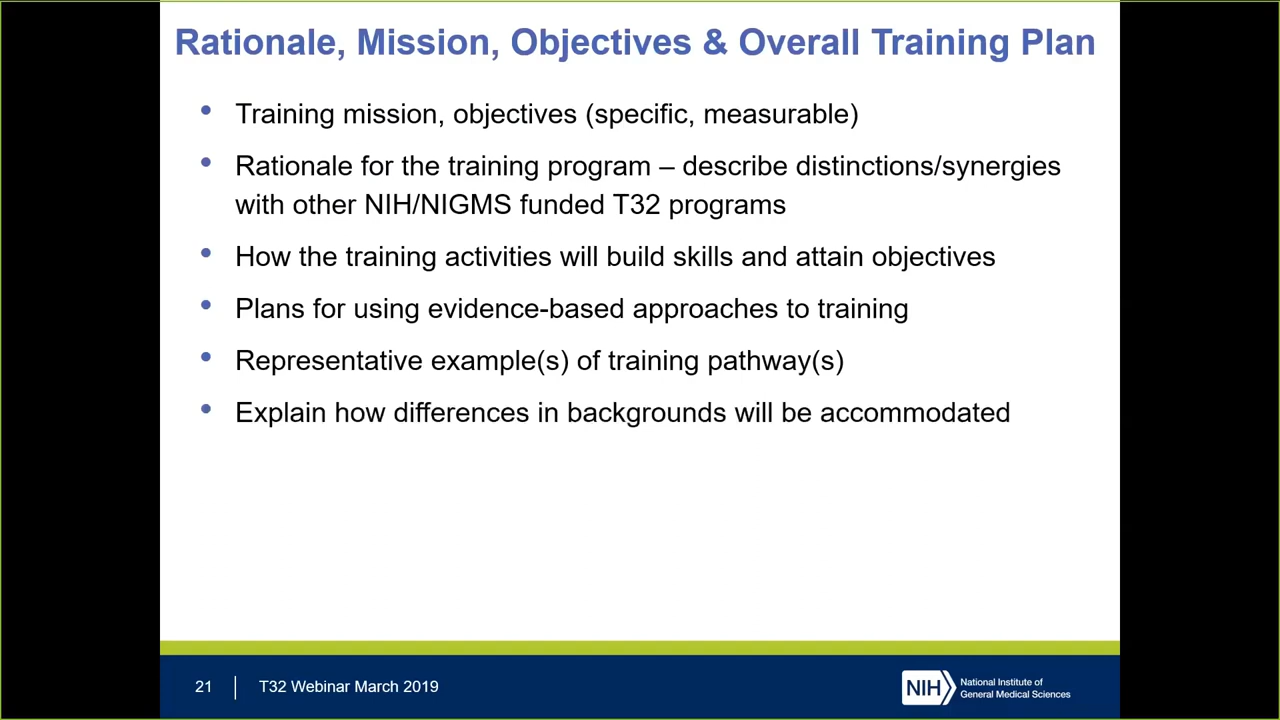 Rationale, Mission, Objectives & Overall Training Plan
• Training mission, objectives (specific, measurable)
• Rationale for the training program – describe distinctions/synergies
with other NIH/NIGMS funded T32 programs
• How the training activities will build skills and attain objectives
• Plans for using evidence-based approaches to training
• Representative example(s) of training pathway(s)
• Explain how differences in backgrounds will be accommodated
21 | T32 Webinar March 2019
NIH
National Institute of
General Medical Sciences